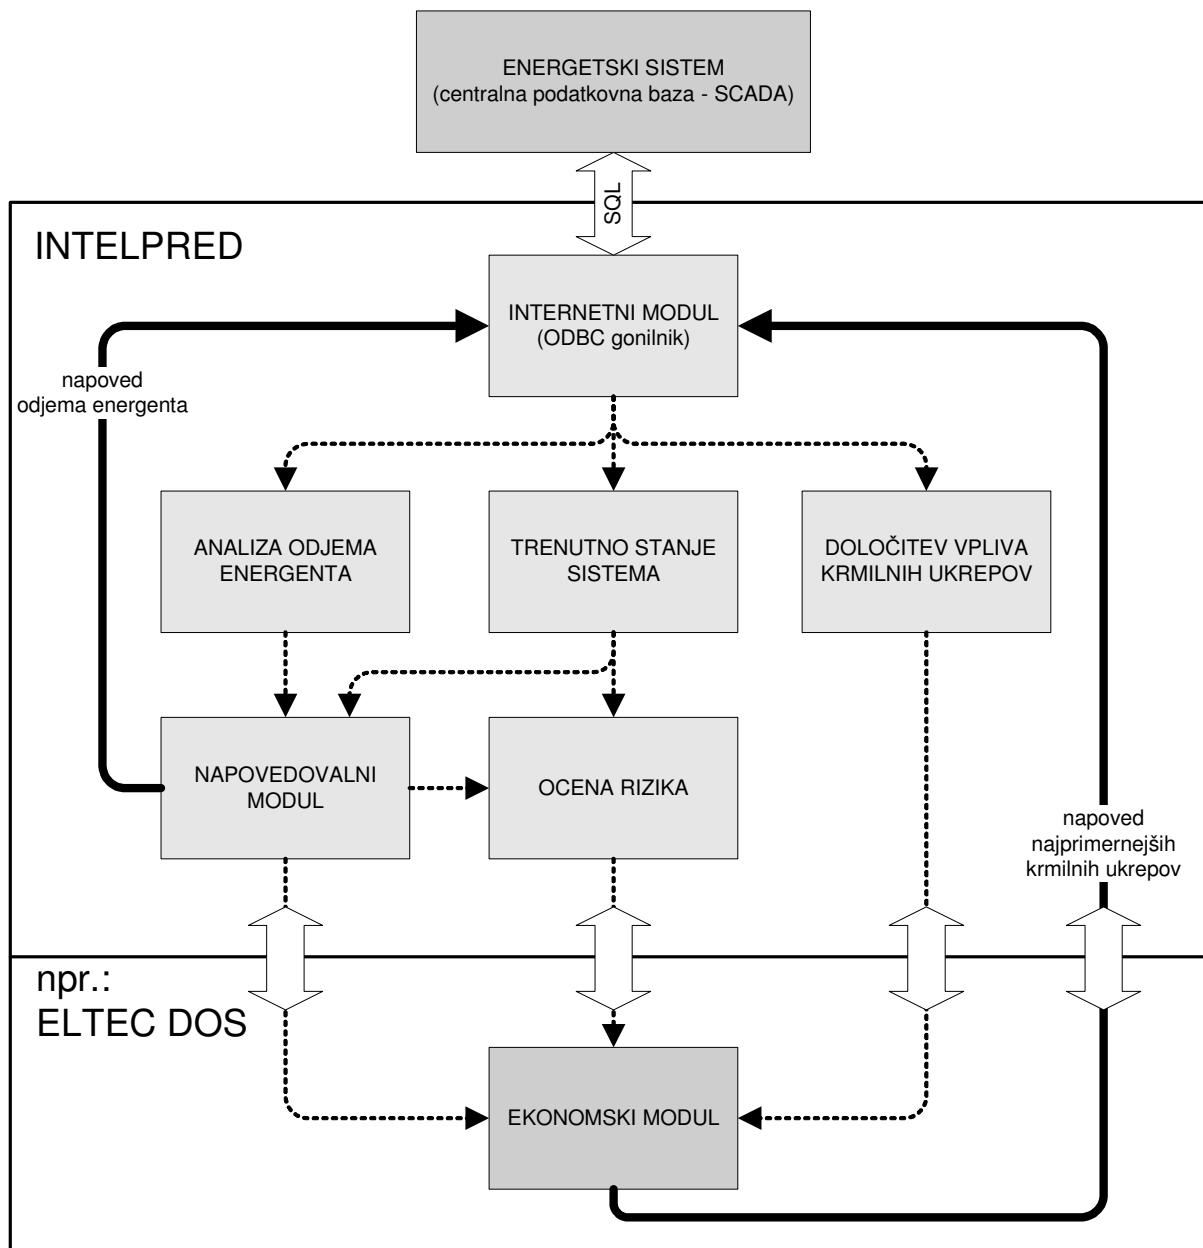 ENERGETSKI SISTEM
(centralna podatkovna baza - SCADA)
SQL
INTELPRED
INTERNETNI MODUL
(ODBC gonilnik)
napoved
odjema energenta
ANALIZA ODJEMA
ENERGENTA
TRENUTNO STANJE
SISTEMA
DOLOČITEV VPLIVA
KRMILNIH UKREPOV
NAPOVEDOVALNI
MODUL
OCENA RIZIKA
napoved
najprimernejših
krmilnih ukrepov
npr.:
ELTEC DOS
EKONOMSKI MODUL